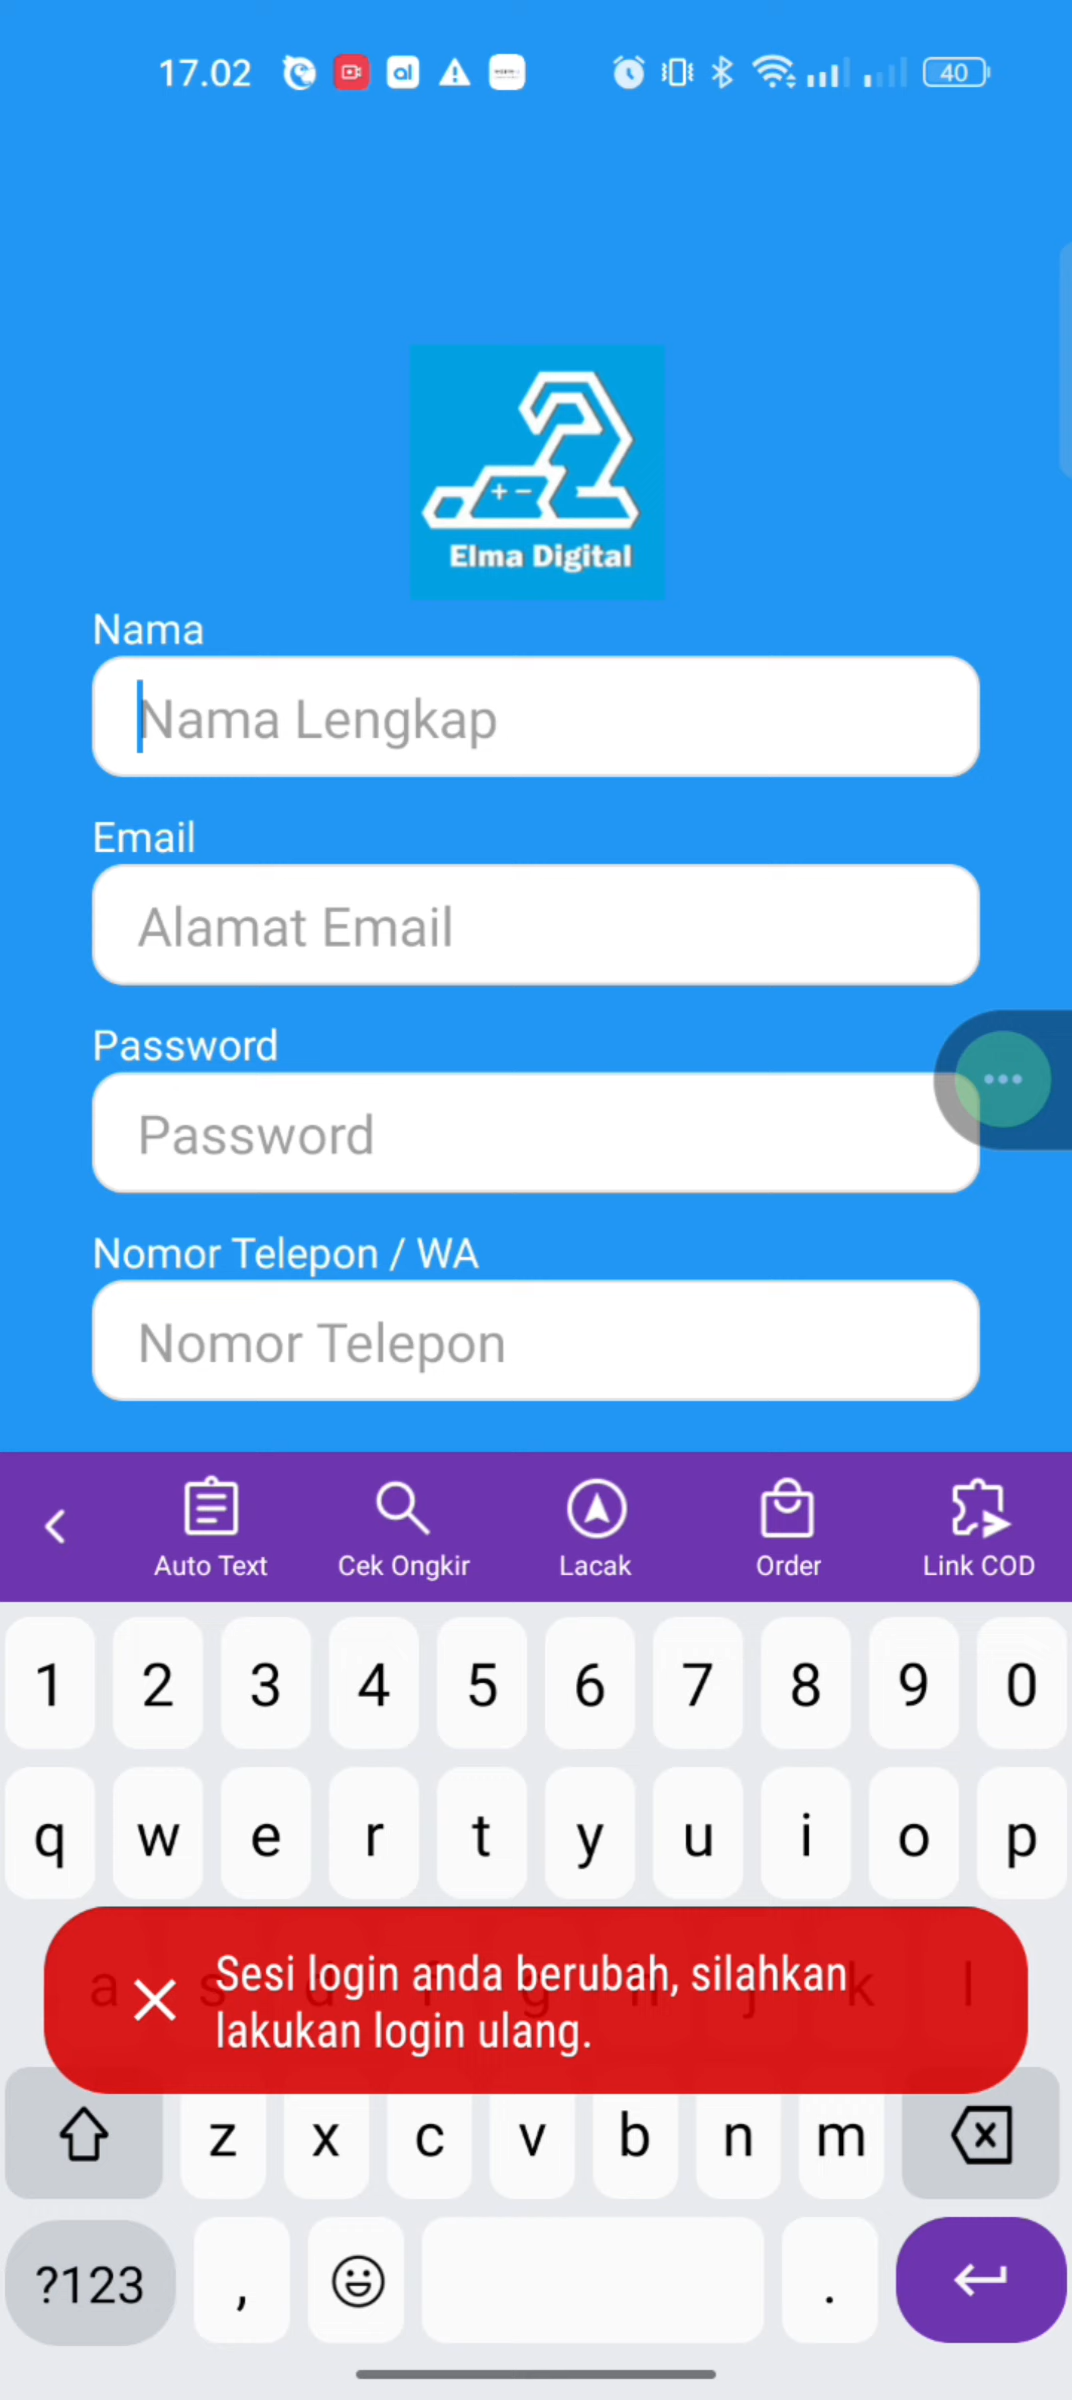 17.02
al
40
+ −
Elma Digital
Nama
Nama Lengkap
Email
Alamat Email
Password
Password
Nomor Telepon / WA
Nomor Telepon
Auto Text
Cek Ongkir
Lacak
Order
Link COD
1 2 3 4 5 6 7 8 9 0
q w e r t y u i o p
Sesi login anda berubah, silahkan
lakukan login ulang.
z x c v b n m
?123 , .